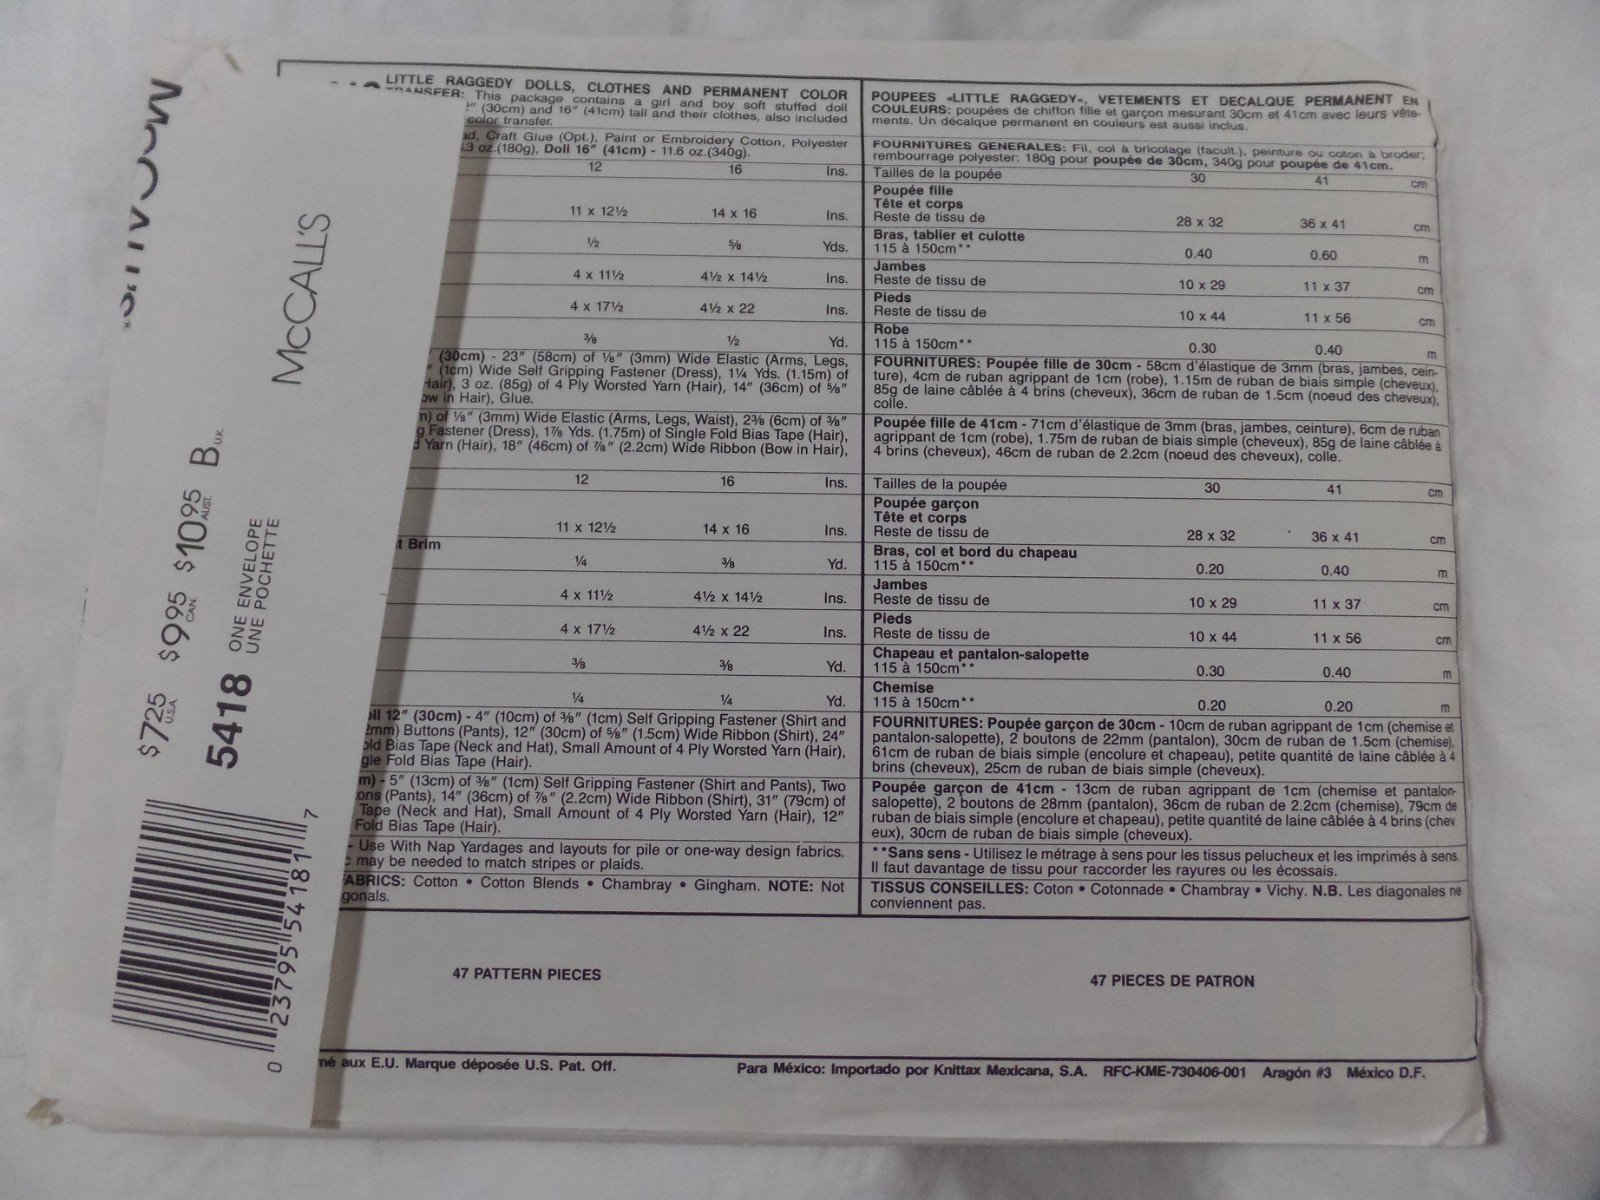 McCALL'S
McCALL'S
$7.25 U.S.A. $9.95 CAN. $10.95 AUST. B U.K.
5418 ONE ENVELOPE
UNE POCHETTE
0 23795 54181 7
LITTLE RAGGEDY DOLLS, CLOTHES AND PERMANENT COLOR
TRANSFER: This package contains a girl and boy soft stuffed doll
(30cm) and 16" (41cm) tall and their clothes, also included
color transfer.
Craft Glue (Opt.), Paint or Embroidery Cotton, Polyester
oz.(180g), Doll 16" (41cm) - 11.6 oz.(340g).
12 16 Ins.
11 x 12½ 14 x 16 Ins.
½ ⅝ Yds.
4 x 11½ 4½ x 14½ Ins.
4 x 17½ 4½ x 22 Ins.
⅜ ½ Yd.
(30cm) - 23" (58cm) of ⅛" (3mm) Wide Elastic (Arms, Legs,
(1cm) Wide Self Gripping Fastener (Dress), 1¼ Yds. (1.15m) of
Hair), 3 oz. (85g) of 4 Ply Worsted Yarn (Hair), 14" (36cm) of ⅝"
in Hair), Glue.
of ⅛" (3mm) Wide Elastic (Arms, Legs, Waist), 2⅜ (6cm) of ⅜"
Fastener (Dress), 1⅞ Yds. (1.75m) of Single Fold Bias Tape (Hair),
Yarn (Hair), 18" (46cm) of ⅞" (2.2cm) Wide Ribbon (Bow in Hair),
12 16 Ins.
11 x 12½ 14 x 16 Ins.
Brim
¼ ⅜ Yd.
4 x 11½ 4½ x 14½ Ins.
4 x 17½ 4½ x 22 Ins.
⅜ ⅜ Yd.
¼ ¼ Yd.
12" (30cm) - 4" (10cm) of ⅜" (1cm) Self Gripping Fastener (Shirt and
Buttons (Pants), 12" (30cm) of ⅝" (1.5cm) Wide Ribbon (Shirt), 24"
Bias Tape (Neck and Hat), Small Amount of 4 Ply Worsted Yarn (Hair),
Fold Bias Tape (Hair).
- 5" (13cm) of ⅜" (1cm) Self Gripping Fastener (Shirt and Pants), Two
(Pants), 14" (36cm) of ⅞" (2.2cm) Wide Ribbon (Shirt), 31" (79cm) of
Tape (Neck and Hat), Small Amount of 4 Ply Worsted Yarn (Hair), 12"
Fold Bias Tape (Hair).
- Use With Nap Yardages and layouts for pile or one-way design fabrics.
may be needed to match stripes or plaids.
FABRICS: Cotton • Cotton Blends • Chambray • Gingham. NOTE: Not
47 PATTERN PIECES
POUPEES «LITTLE RAGGEDY», VETEMENTS ET DECALQUE PERMANENT EN
COULEURS: poupées de chiffon fille et garçon mesurant 30cm et 41cm avec leurs vête-
ments. Un décalque permanent en couleurs est aussi inclus.
FOURNITURES GENERALES: Fil, col à bricolage (facult.), peinture ou coton à broder;
rembourrage polyester: 180g pour poupée de 30cm, 340g pour poupée de 41cm.
Tailles de la poupée 30 41 cm
Poupée fille
Tête et corps
Reste de tissu de 28 x 32 36 x 41 cm
Bras, tablier et culotte
115 à 150cm** 0.40 0.60 m
Jambes
Reste de tissu de 10 x 29 11 x 37 cm
Pieds
Reste de tissu de 10 x 44 11 x 56 cm
Robe
115 à 150cm** 0.30 0.40 m
FOURNITURES: Poupée fille de 30cm - 58cm d'élastique de 3mm (bras, jambes, cein-
ture), 4cm de ruban agrippant de 1cm (robe), 1.15m de ruban de biais simple (cheveux),
85g de laine câblée à 4 brins (cheveux), 36cm de ruban de 1.5cm (noeud des cheveux),
colle.
Poupée fille de 41cm - 71cm d'élastique de 3mm (bras, jambes, ceinture), 6cm de ruban
agrippant de 1cm (robe), 1.75m de ruban de biais simple (cheveux), 85g de laine câblée à
4 brins (cheveux), 46cm de ruban de 2.2cm (noeud des cheveux), colle.
Tailles de la poupée 30 41 cm
Poupée garçon
Tête et corps
Reste de tissu de 28 x 32 36 x 41 cm
Bras, col et bord du chapeau
115 à 150cm** 0.20 0.40 m
Jambes
Reste de tissu de 10 x 29 11 x 37 cm
Pieds
Reste de tissu de 10 x 44 11 x 56 cm
Chapeau et pantalon-salopette
115 à 150cm** 0.30 0.40 m
Chemise
115 à 150cm** 0.20 0.20 m
FOURNITURES: Poupée garçon de 30cm - 10cm de ruban agrippant de 1cm (chemise et
pantalon-salopette), 2 boutons de 22mm (pantalon), 30cm de ruban de 1.5cm (chemise),
61cm de ruban de biais simple (encolure et chapeau), petite quantité de laine câblée à 4
brins (cheveux), 25cm de ruban de biais simple (cheveux).
Poupée garçon de 41cm - 13cm de ruban agrippant de 1cm (chemise et pantalon-
salopette), 2 boutons de 28mm (pantalon), 36cm de ruban de 2.2cm (chemise), 79cm de
ruban de biais simple (encolure et chapeau), petite quantité de laine câblée à 4 brins (chev
eux), 30cm de ruban de biais simple (cheveux).
**Sans sens - Utilisez le métrage à sens pour les tissus pelucheux et les imprimés à sens.
Il faut davantage de tissu pour raccorder les rayures ou les écossais.
TISSUS CONSEILLES: Coton • Cotonnade • Chambray • Vichy. N.B. Les diagonales ne
conviennent pas.
47 PIECES DE PATRON
aux E.U. Marque déposée U.S. Pat. Off.
Para México: Importado por Knittax Mexicana, S.A. RFC-KME-730406-001 Aragón #3 México D.F.